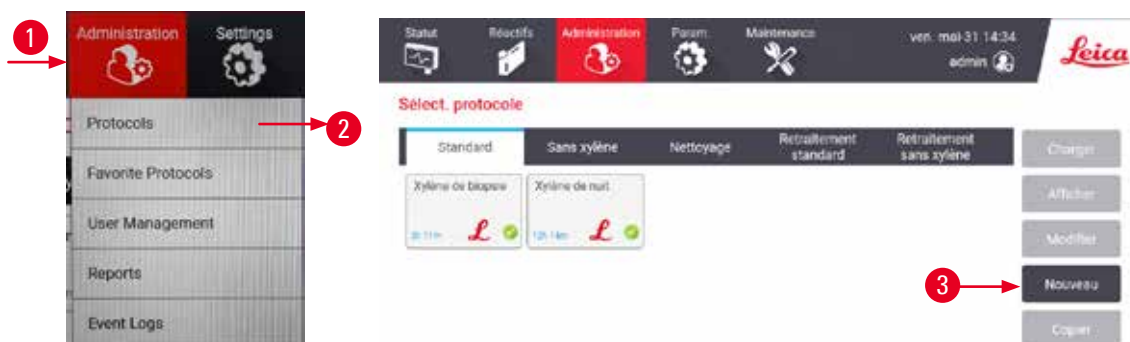 1
Administration
Settings
2
Protocols
Favorite Protocols
User Management
Reports
Event Logs
Statut
Réactifs
Administration
Param.
Maintenance
ven. mai-31 14:34
admin
Leica
Sélect. protocole
Standard
Sans xylène
Nettoyage
Retraitement
standard
Retraitement
sans xylène
Xylène de biopsie
Xylène de nuit
Charger
Afficher
Modifier
3
Nouveau
Copier